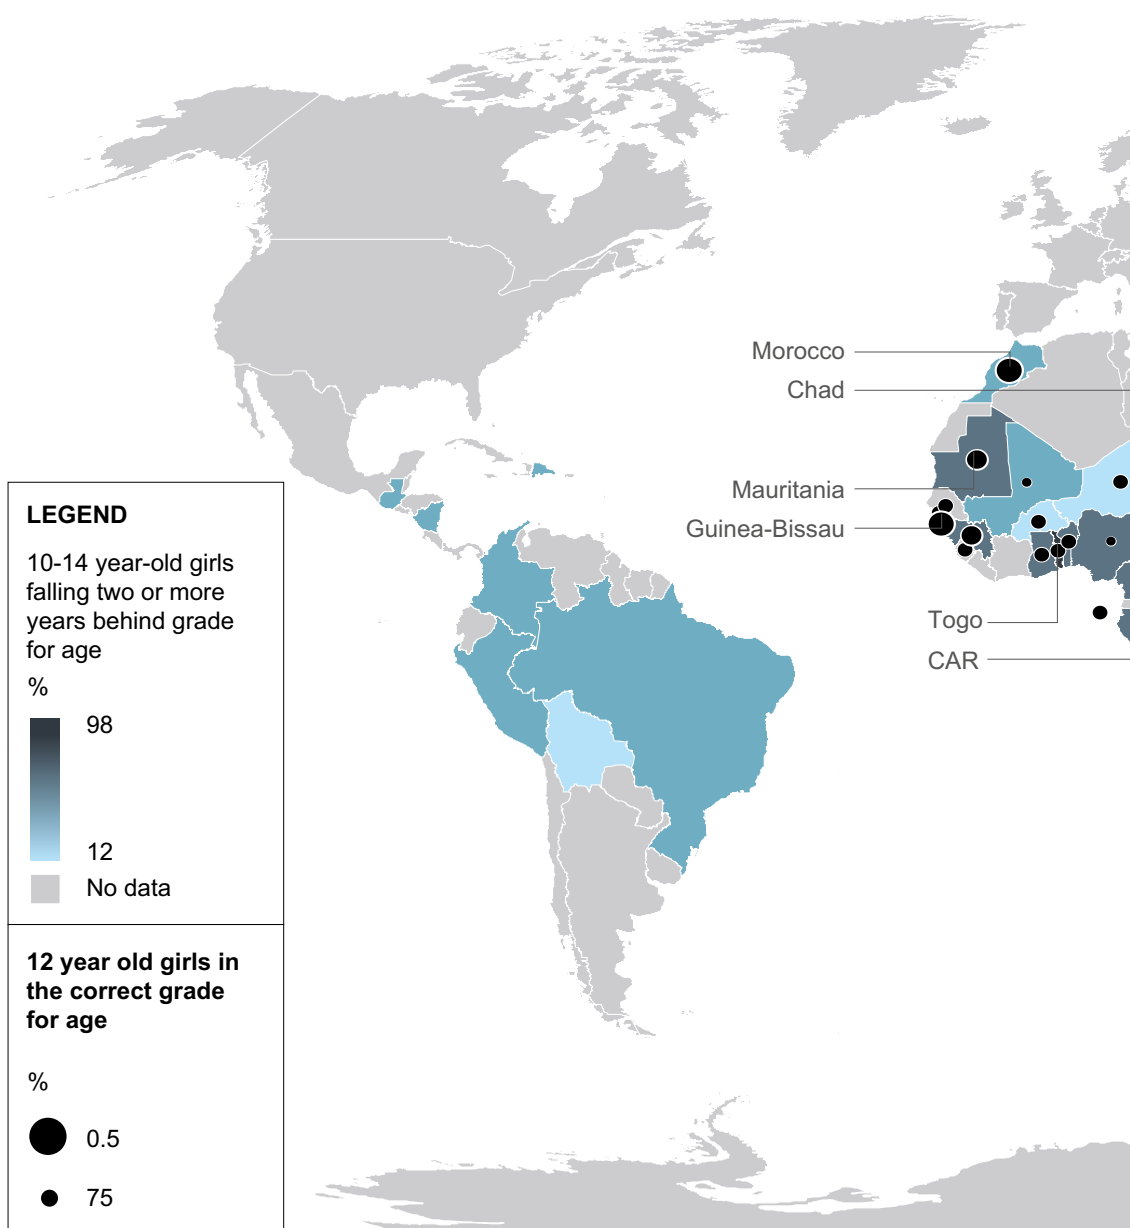 Morocco
Chad
Mauritania
Guinea-Bissau
Togo
CAR
LEGEND
10-14 year-old girls
falling two or more
years behind grade
for age
%
98
12
No data
12 year old girls in
the correct grade
for age
%
0.5
75